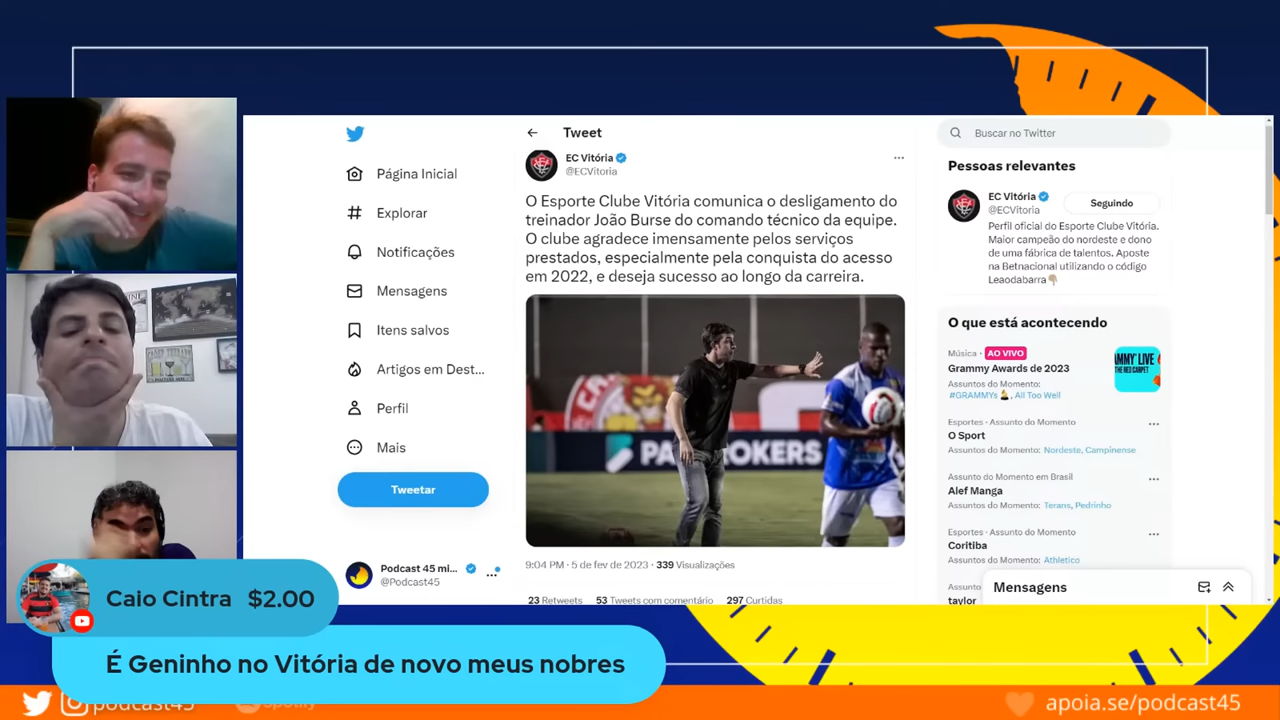 Página Inicial
Explorar
Notificações
Mensagens
Itens salvos
Artigos em Dest...
Perfil
Mais
Tweetar
Podcast 45 mi...
@Podcast45
Tweet
EC Vitória
@ECVitoria
O Esporte Clube Vitória comunica o desligamento do
treinador João Burse do comando técnico da equipe.
O clube agradece imensamente pelos serviços
prestados, especialmente pela conquista do acesso
em 2022, e deseja sucesso ao longo da carreira.
9:04 PM · 5 de fev de 2023 · 339 Visualizações
23 Retweets 53 Tweets com comentário 297 Curtidas
Buscar no Twitter
Pessoas relevantes
EC Vitória
@ECVitoria
Seguindo
Perfil oficial do Esporte Clube Vitória.
Maior campeão do nordeste e dono
de uma fábrica de talentos. Aposte
na Betnacional utilizando o código
Leaodabarra
O que está acontecendo
Música · AO VIVO
Grammy Awards de 2023
Assuntos do Momento:
#GRAMMYs, All Too Well
Esportes · Assunto do Momento
O Sport
Assuntos do Momento: Nordeste, Campinense
Assunto do Momento em Brasil
Alef Manga
Assuntos do Momento: Terans, Pedrinho
Esportes · Assunto do Momento
Coritiba
Assuntos do Momento: Athletico
taylor
Mensagens
Caio Cintra $2.00
É Geninho no Vitória de novo meus nobres
podcast45
Spotify
apoia.se/podcast45